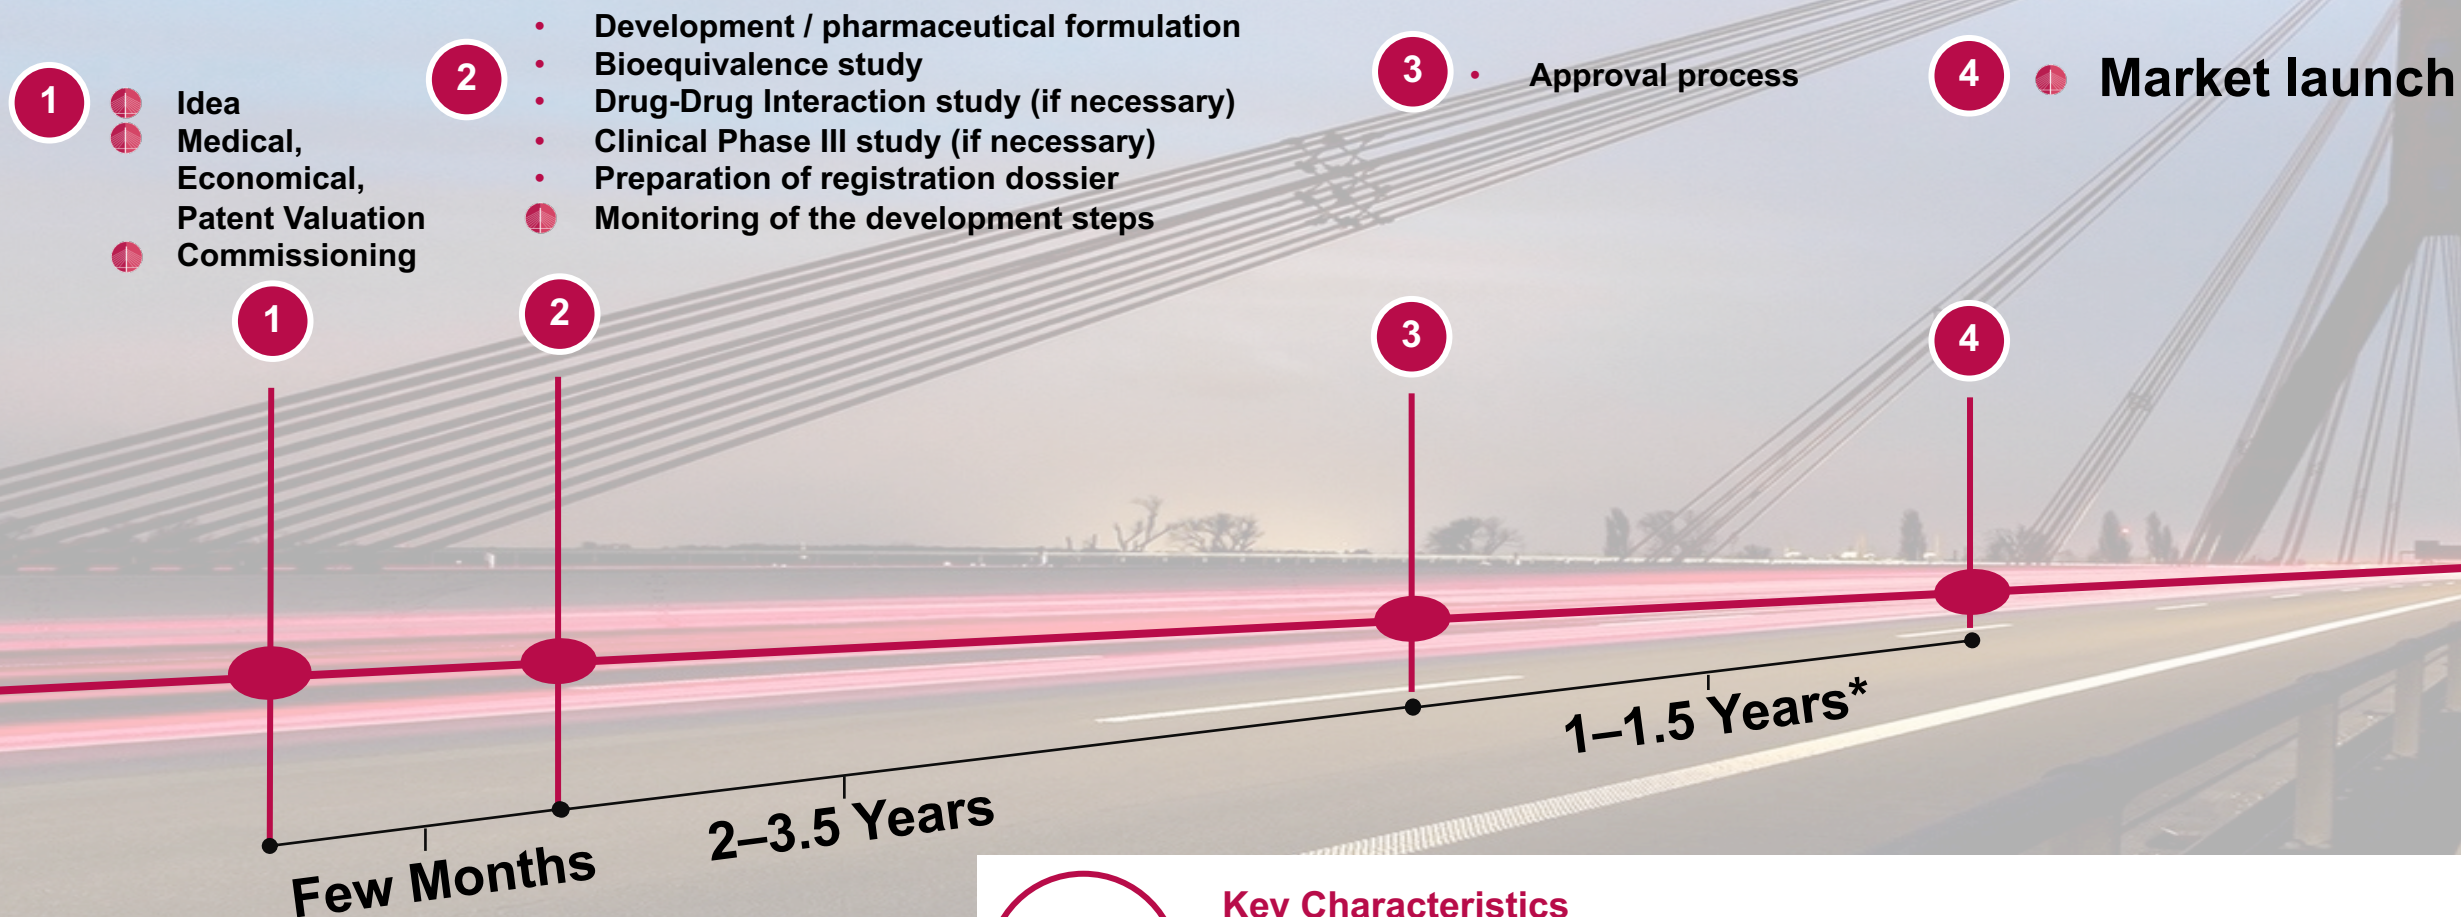 1
Idea
Medical,
Economical,
Patent Valuation
Commissioning
2
• Development / pharmaceutical formulation
• Bioequivalence study
• Drug-Drug Interaction study (if necessary)
• Clinical Phase III study (if necessary)
• Preparation of registration dossier
Monitoring of the development steps
3
• Approval process
4
Market launch
1
2
3
4
Few Months
2–3.5 Years
1–1.5 Years*
Key Characteristics